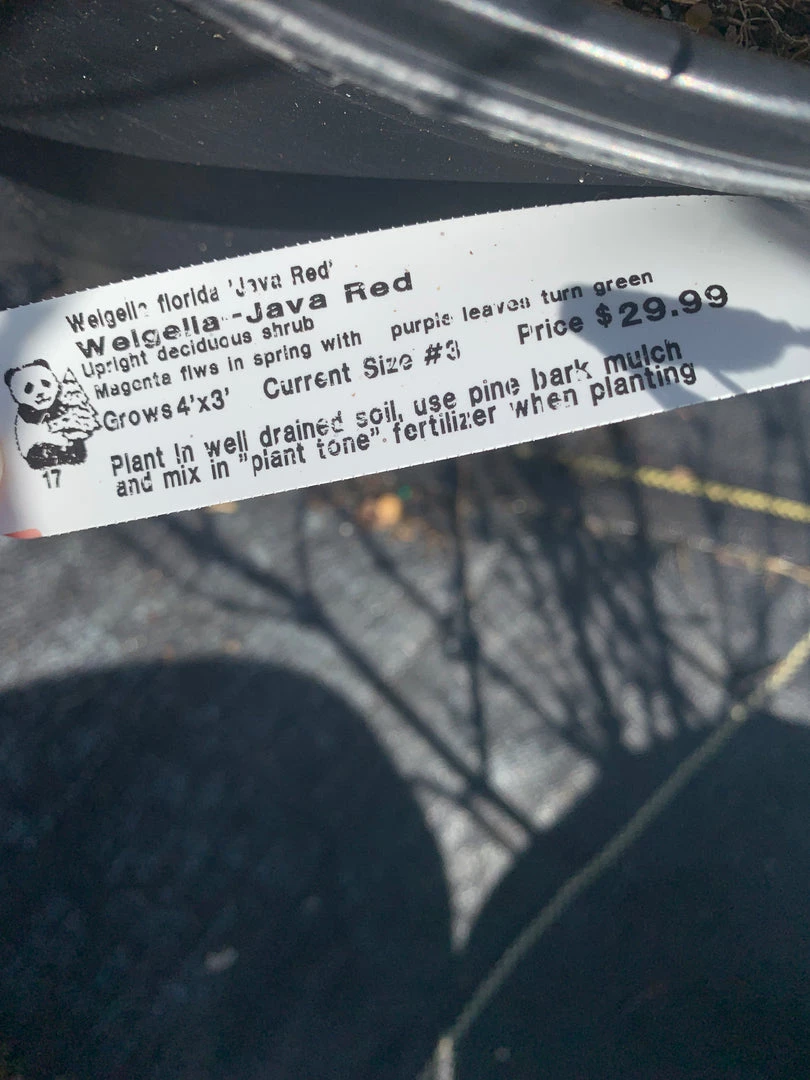 Weigella florida 'Java Red'
Weigella -Java Red
Upright deciduous shrub
Magenta flws in spring with purple leaves turn green
Grows 4'x3' Current Size #3 Price $29.99
Plant in well drained soil, use pine bark mulch
and mix in "plant tone" fertilizer when planting
17